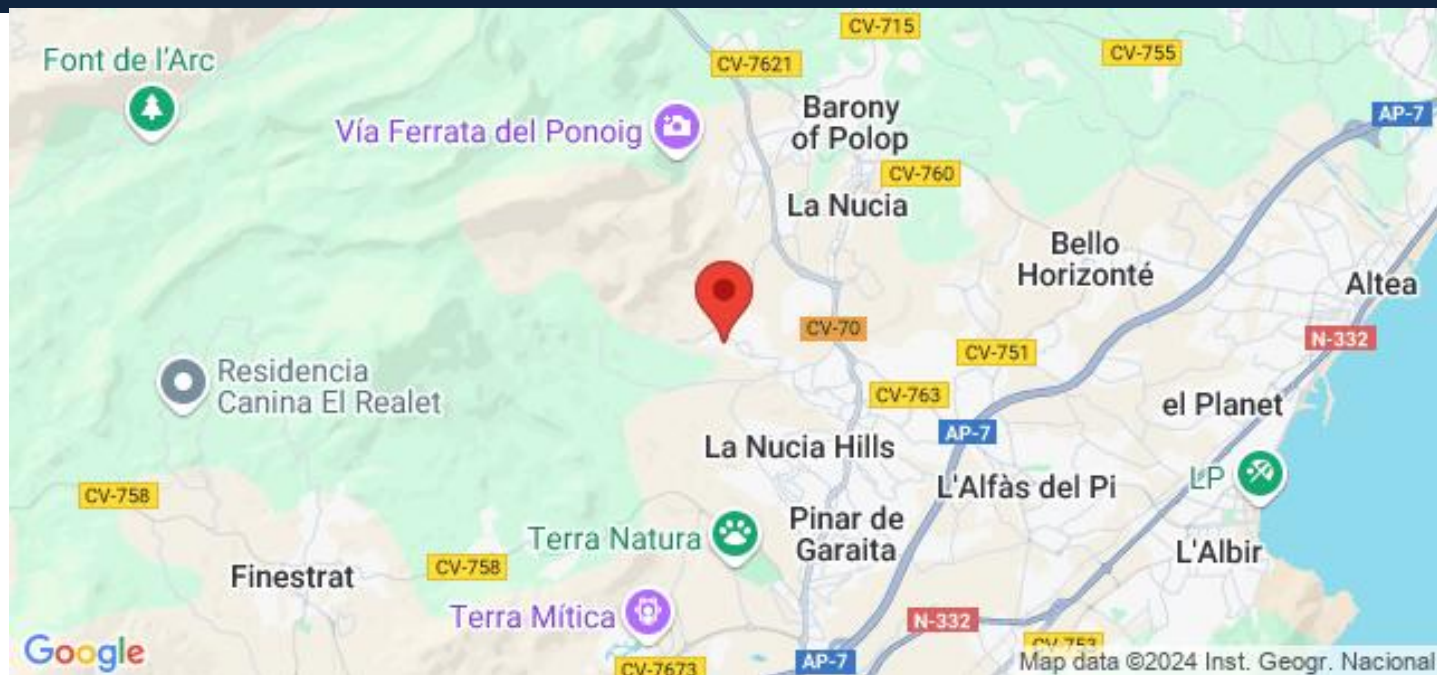 CV-715
CV-755
Font de l'Arc
CV-7621
Barony
of Polop
AP-7
Vía Ferrata del Ponoig
CV-760
La Nucia
Bello
Horizonté
Altea
CV-70
N-332
CV-751
Residencia
Canina El Realet
CV-763
el Planet
AP-7
La Nucia Hills
LP
L'Alfàs del Pi
CV-758
Pinar de
Garaita
Terra Natura
L'Albir
CV-758
Finestrat
Terra Mítica
N-332
CV-753
Google
CV-7673
AP-7
Map data ©2024 Inst. Geogr. Nacional